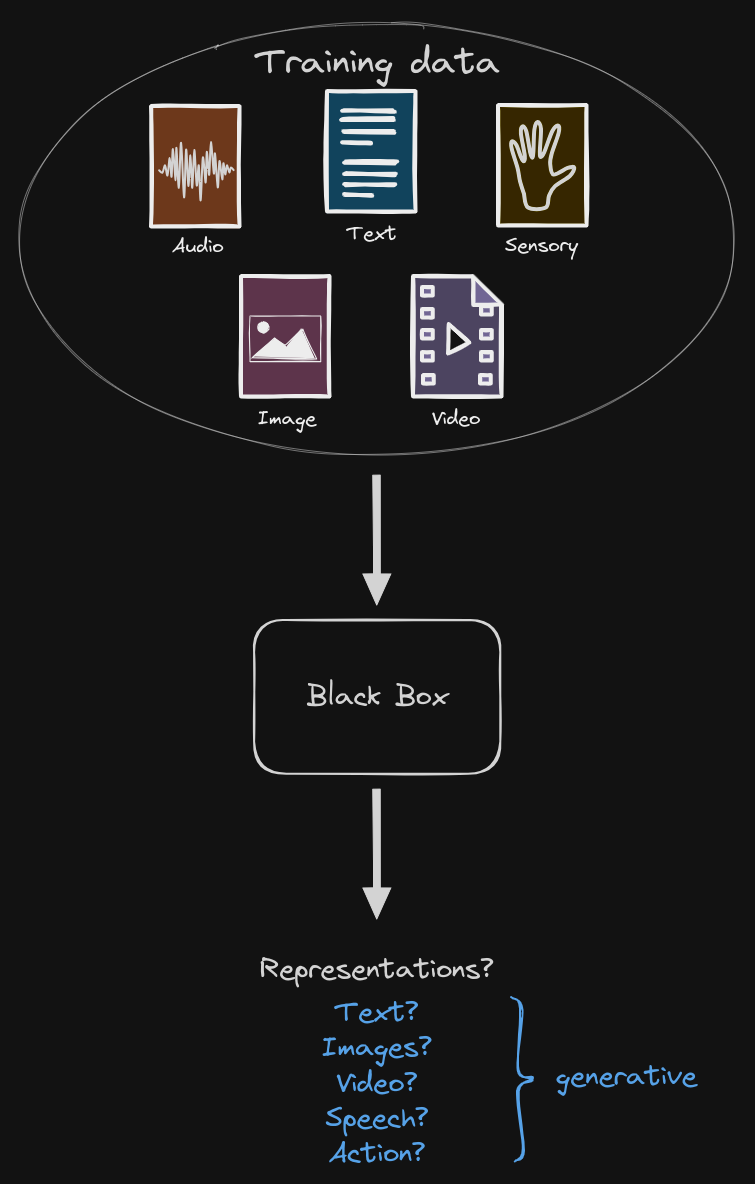 Training data
Audio
Text
Sensory
Image
Video
Black Box
Representations?
Text?
Images?
Video?
Speech?
Action?
generative